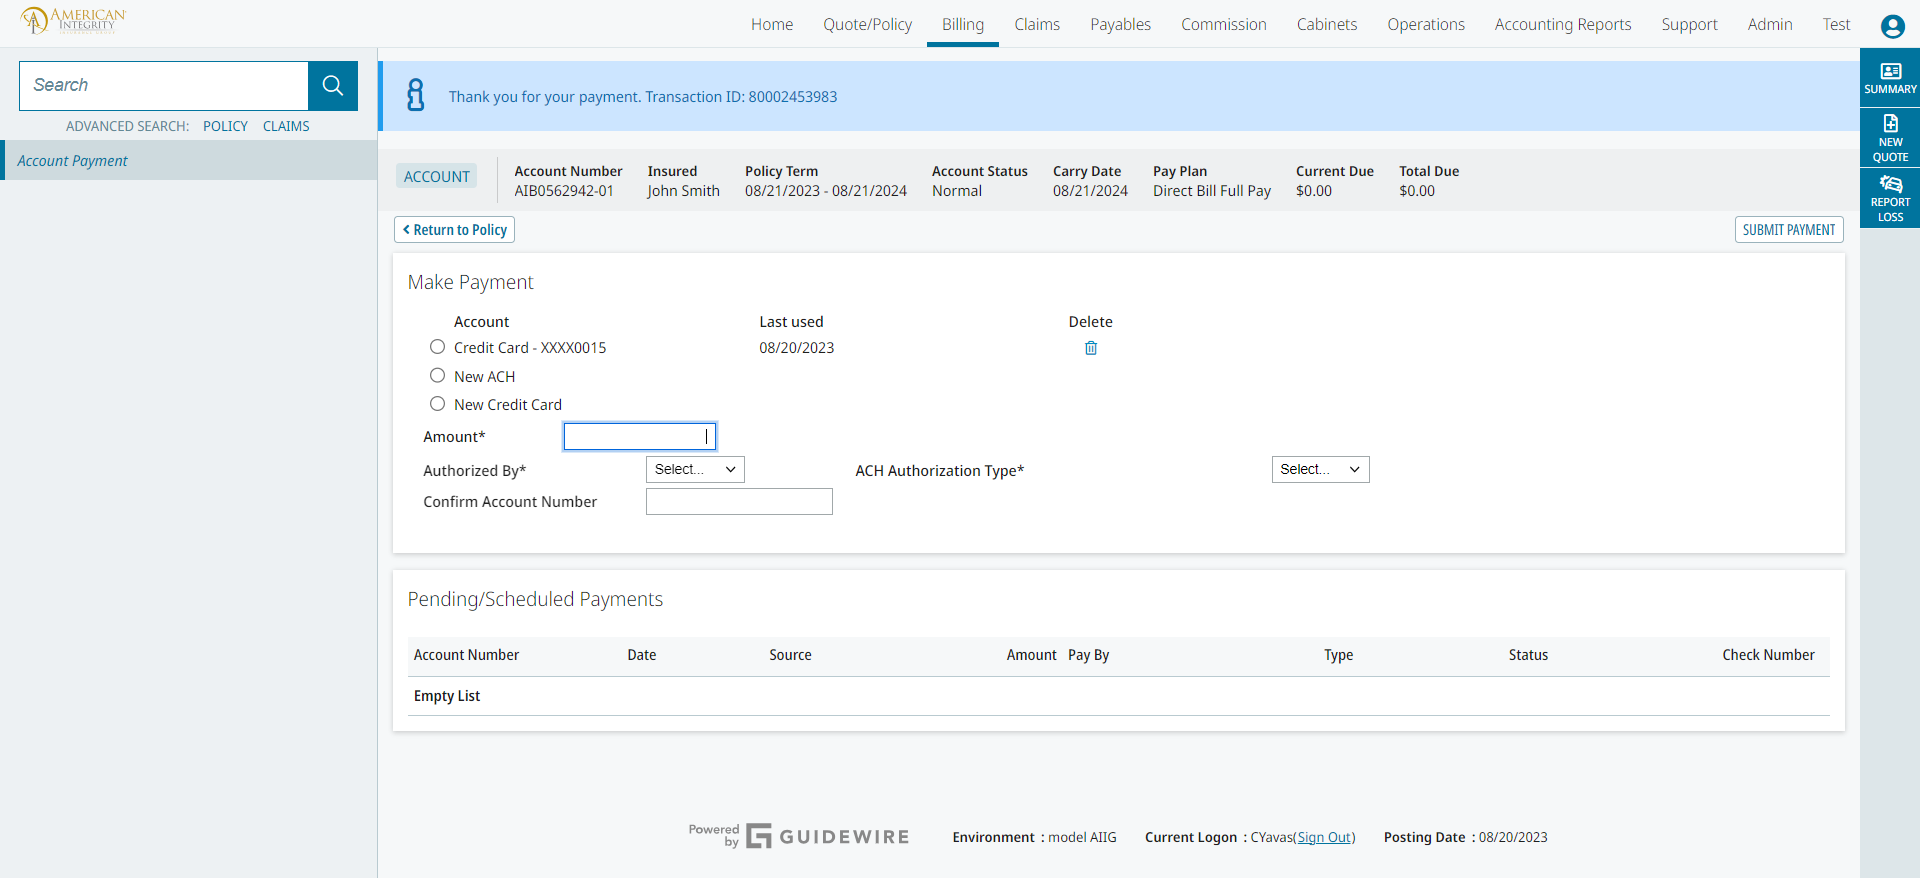 AMERICAN
INTEGRITY
Home Quote/Policy Billing Claims Payables Commission Cabinets Operations Accounting Reports Support Admin Test
Search
ADVANCED SEARCH: POLICY CLAIMS
Account Payment
Thank you for your payment. Transaction ID: 80002453983
SUMMARY
NEW
QUOTE
REPORT
LOSS
ACCOUNT
Account Number Insured Policy Term Account Status Carry Date Pay Plan Current Due Total Due
AIB0562942-01 John Smith 08/21/2023 - 08/21/2024 Normal 08/21/2024 Direct Bill Full Pay $0.00 $0.00
Return to Policy SUBMIT PAYMENT
Make Payment
Account Last used Delete
Credit Card - XXXX0015 08/20/2023
New ACH
New Credit Card
Amount*
Authorized By* Select... ACH Authorization Type* Select...
Confirm Account Number
Pending/Scheduled Payments
Account Number Date Source Amount Pay By Type Status Check Number
Empty List
Powered by GUIDEWIRE Environment : model AIIG Current Logon : CYavas(Sign Out) Posting Date : 08/20/2023